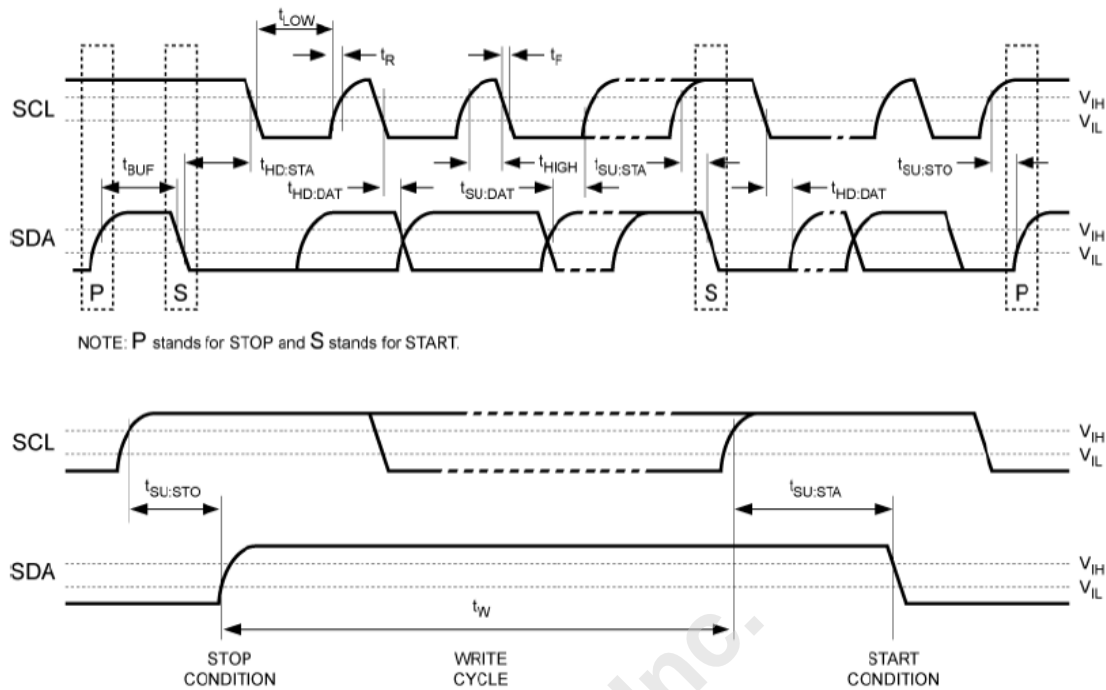 tLOW
tR
tF
SCL
VIH
VIL
tBUF
tHD:STA
tHIGH
tSU:STA
tSU:STO
tHD:DAT
tSU:DAT
tHD:DAT
SDA
VIH
VIL
P
S
S
P
NOTE: P stands for STOP and S stands for START.
SCL
VIH
VIL
tSU:STO
tSU:STA
SDA
VIH
VIL
tW
STOP
CONDITION
WRITE
CYCLE
START
CONDITION
Inc.